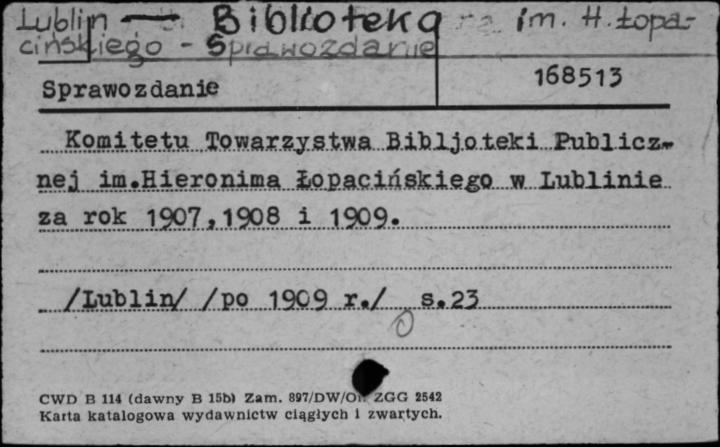 Lublin — Biblioteka im. H. Łopa-
cińskiego - Sprawozdanie
Sprawozdanie
168513
Komitetu Towarzystwa Bibljoteki Publicz-
nej im.Hieronima Łopacińskiego w Lublinie
za rok 1907,1908 i 1909.
/Lublin/ /po 1909 r./ s.23
CWD B 114 (dawny B 15b) Zam. 897/DW/ ZGG 2542
Karta katalogowa wydawnictw ciągłych i zwartych.